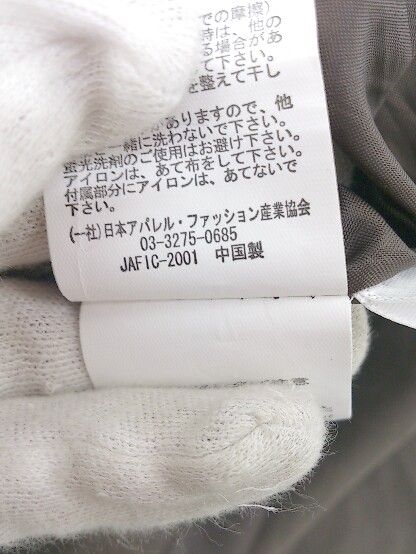 (摩擦)
の
で
時は、他の
る場合があ
を整えて干し
がありますので、他
一緒に洗わないで下さい。
蛍光洗剤のご使用はお避け下さい。
アイロンは、あて布をして下さい。
付属部分にアイロンは、あてないで
下さい。
(一社)日本アパレル・ファッション産業協会
03-3275-0685
JAFIC-2001 中国製